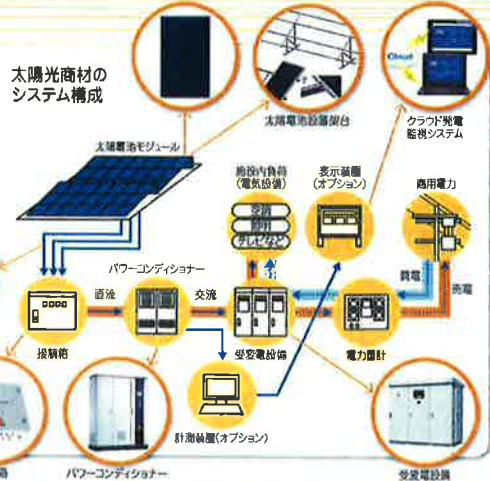 太陽光商材の
システム構成
太陽電池設置架台
クラウド発電
監視システム
Cloud
太陽電池モジュール
施設内負荷
(電気設備)
空調
照明
テレビなど
表示装置
(オプション)
商用電力
パワーコンディショナー
買電
売電
直流
交流
接続箱
受変電設備
電力量計
計測装置(オプション)
箱
パワーコンディショナー
受変電設備